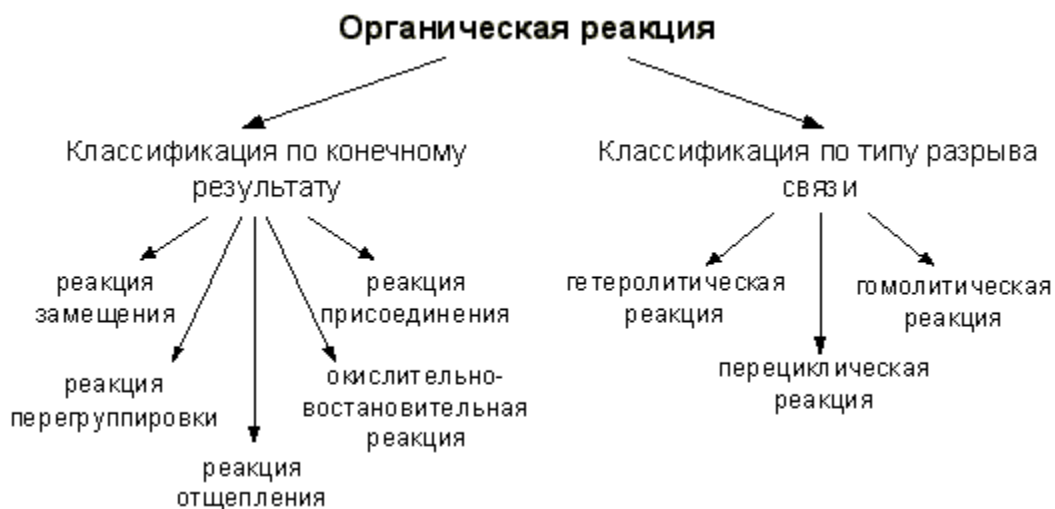 Органическая реакция
Классификация по конечному
результату
Классификация по типу разрыва
связи
реакция
замещения
реакция
присоединения
реакция
перегруппировки
окислительно-
востановительная
реакция
реакция
отщепления
гетеролитическая
реакция
гомолитическая
реакция
перециклическая
реакция